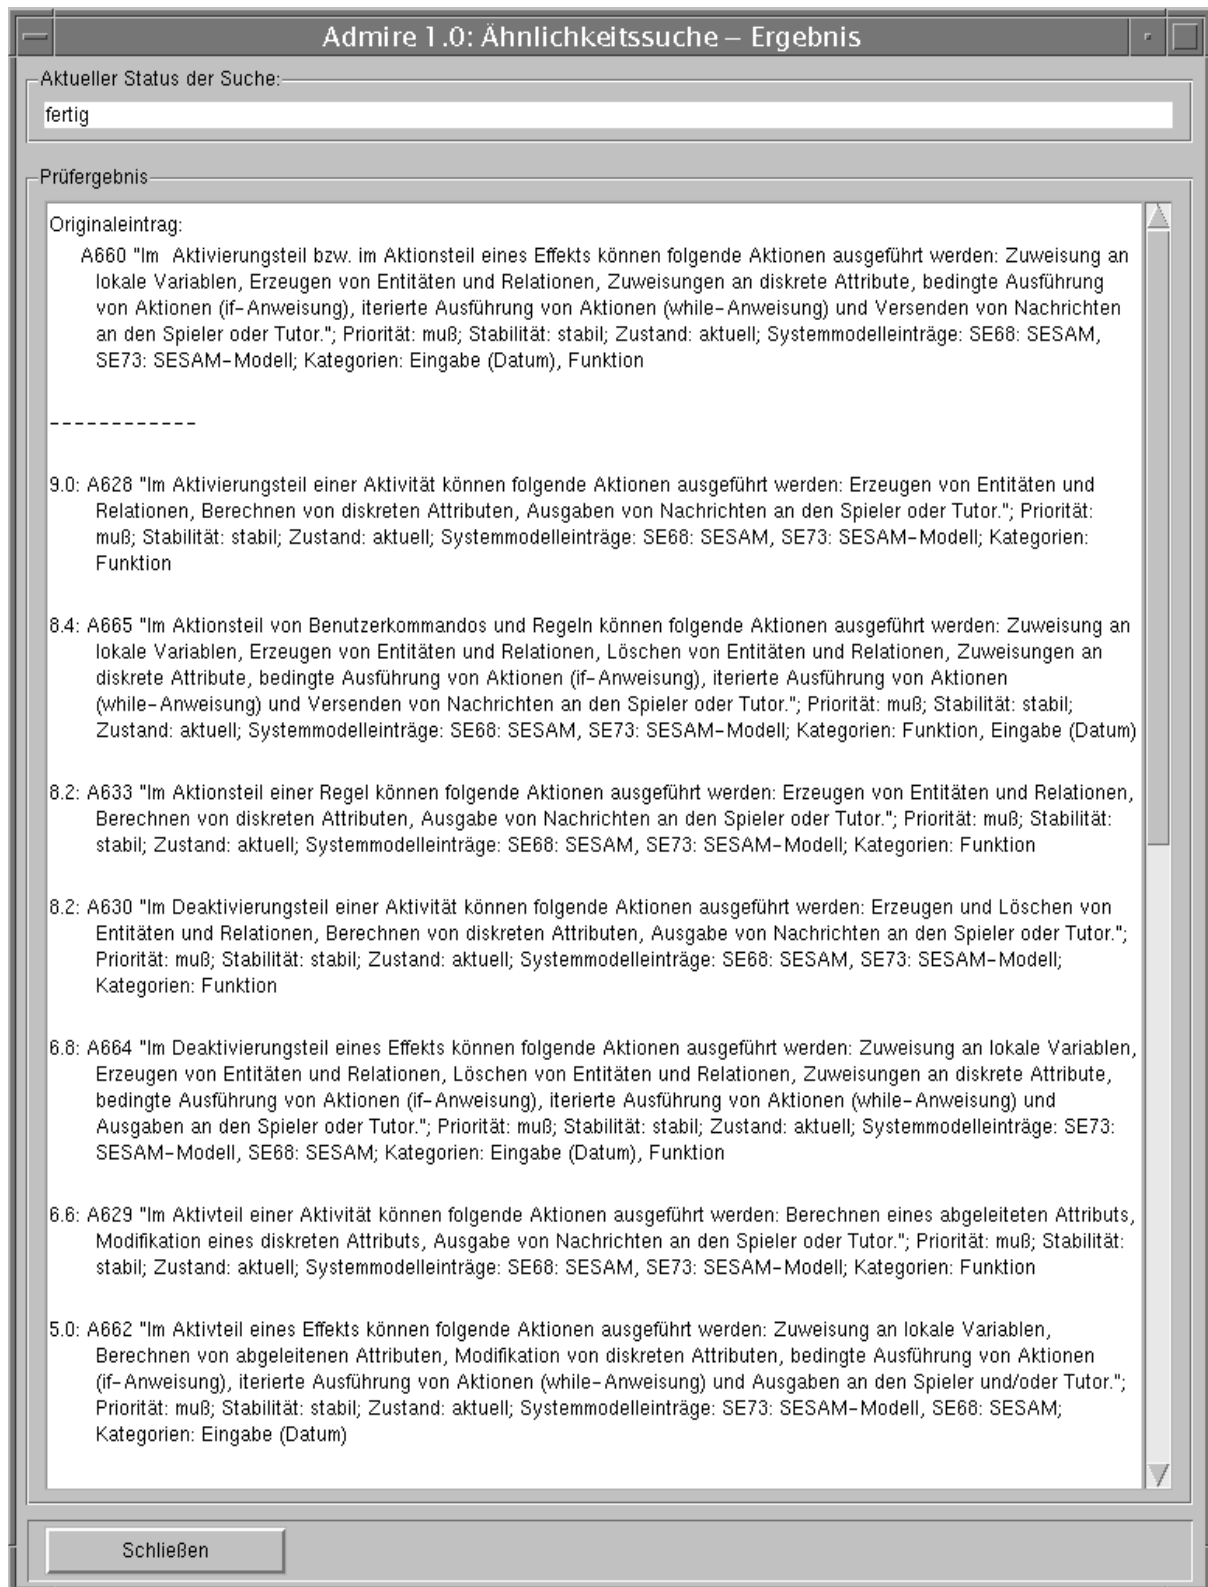 Admire 1.0: Ähnlichkeitssuche – Ergebnis
Aktueller Status der Suche:
fertig
Prüfergebnis
Originaleintrag:
A660 "Im  Aktivierungsteil bzw. im Aktionsteil eines Effekts können folgende Aktionen ausgeführt werden: Zuweisung an
lokale Variablen, Erzeugen von Entitäten und Relationen, Zuweisungen an diskrete Attribute, bedingte Ausführung
von Aktionen (if–Anweisung), iterierte Ausführung von Aktionen (while–Anweisung) und Versenden von Nachrichten
an den Spieler oder Tutor."; Priorität: muß; Stabilität: stabil; Zustand: aktuell; Systemmodelleinträge: SE68: SESAM,
SE73: SESAM–Modell; Kategorien: Eingabe (Datum), Funktion
– – – – – – – – – – – –
9.0: A628 "Im Aktivierungsteil einer Aktivität können folgende Aktionen ausgeführt werden: Erzeugen von Entitäten und
Relationen, Berechnen von diskreten Attributen, Ausgaben von Nachrichten an den Spieler oder Tutor."; Priorität:
muß; Stabilität: stabil; Zustand: aktuell; Systemmodelleinträge: SE68: SESAM, SE73: SESAM–Modell; Kategorien:
Funktion
8.4: A665 "Im Aktionsteil von Benutzerkommandos und Regeln können folgende Aktionen ausgeführt werden: Zuweisung an
lokale Variablen, Erzeugen von Entitäten und Relationen, Löschen von Entitäten und Relationen, Zuweisungen an
diskrete Attribute, bedingte Ausführung von Aktionen (if–Anweisung), iterierte Ausführung von Aktionen
(while–Anweisung) und Versenden von Nachrichten an den Spieler oder Tutor."; Priorität: muß; Stabilität: stabil;
Zustand: aktuell; Systemmodelleinträge: SE68: SESAM, SE73: SESAM–Modell; Kategorien: Funktion, Eingabe (Datum)
8.2: A633 "Im Aktionsteil einer Regel können folgende Aktionen ausgeführt werden: Erzeugen von Entitäten und Relationen,
Berechnen von diskreten Attributen, Ausgabe von Nachrichten an den Spieler oder Tutor."; Priorität: muß; Stabilität:
stabil; Zustand: aktuell; Systemmodelleinträge: SE68: SESAM, SE73: SESAM–Modell; Kategorien: Funktion
8.2: A630 "Im Deaktivierungsteil einer Aktivität können folgende Aktionen ausgeführt werden: Erzeugen und Löschen von
Entitäten und Relationen, Berechnen von diskreten Attributen, Ausgabe von Nachrichten an den Spieler oder Tutor.";
Priorität: muß; Stabilität: stabil; Zustand: aktuell; Systemmodelleinträge: SE68: SESAM, SE73: SESAM–Modell;
Kategorien: Funktion
6.8: A664 "Im Deaktivierungsteil eines Effekts können folgende Aktionen ausgeführt werden: Zuweisung an lokale Variablen,
Erzeugen von Entitäten und Relationen, Löschen von Entitäten und Relationen, Zuweisungen an diskrete Attribute,
bedingte Ausführung von Aktionen (if–Anweisung), iterierte Ausführung von Aktionen (while–Anweisung) und
Ausgaben an den Spieler oder Tutor."; Priorität: muß; Stabilität: stabil; Zustand: aktuell; Systemmodelleinträge: SE73:
SESAM–Modell, SE68: SESAM; Kategorien: Eingabe (Datum), Funktion
6.6: A629 "Im Aktivteil einer Aktivität können folgende Aktionen ausgeführt werden: Berechnen eines abgeleiteten Attributs,
Modifikation eines diskreten Attributs, Ausgabe von Nachrichten an den Spieler oder Tutor."; Priorität: muß; Stabilität:
stabil; Zustand: aktuell; Systemmodelleinträge: SE68: SESAM, SE73: SESAM–Modell; Kategorien: Funktion
5.0: A662 "Im Aktivteil eines Effekts können folgende Aktionen ausgeführt werden: Zuweisung an lokale Variablen,
Berechnen von abgeleitenen Attributen, Modifikation von diskreten Attributen, bedingte Ausführung von Aktionen
(if–Anweisung), iterierte Ausführung von Aktionen (while–Anweisung) und Ausgaben an den Spieler und/oder Tutor.";
Priorität: muß; Stabilität: stabil; Zustand: aktuell; Systemmodelleinträge: SE73: SESAM–Modell, SE68: SESAM;
Kategorien: Eingabe (Datum)
Schließen